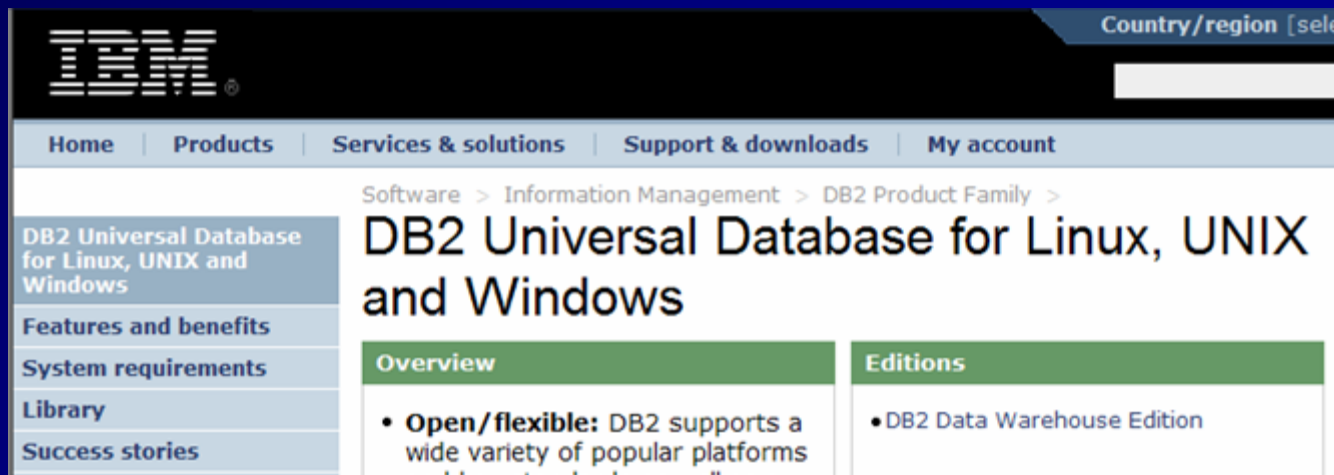 IBM®
Country/region [sele
Home | Products | Services & solutions | Support & downloads | My account
Software > Information Management > DB2 Product Family >
DB2 Universal Database for Linux, UNIX
and Windows
DB2 Universal Database
for Linux, UNIX and
Windows
Features and benefits
System requirements
Library
Success stories
Overview
• Open/flexible: DB2 supports a
wide variety of popular platforms
Editions
• DB2 Data Warehouse Edition